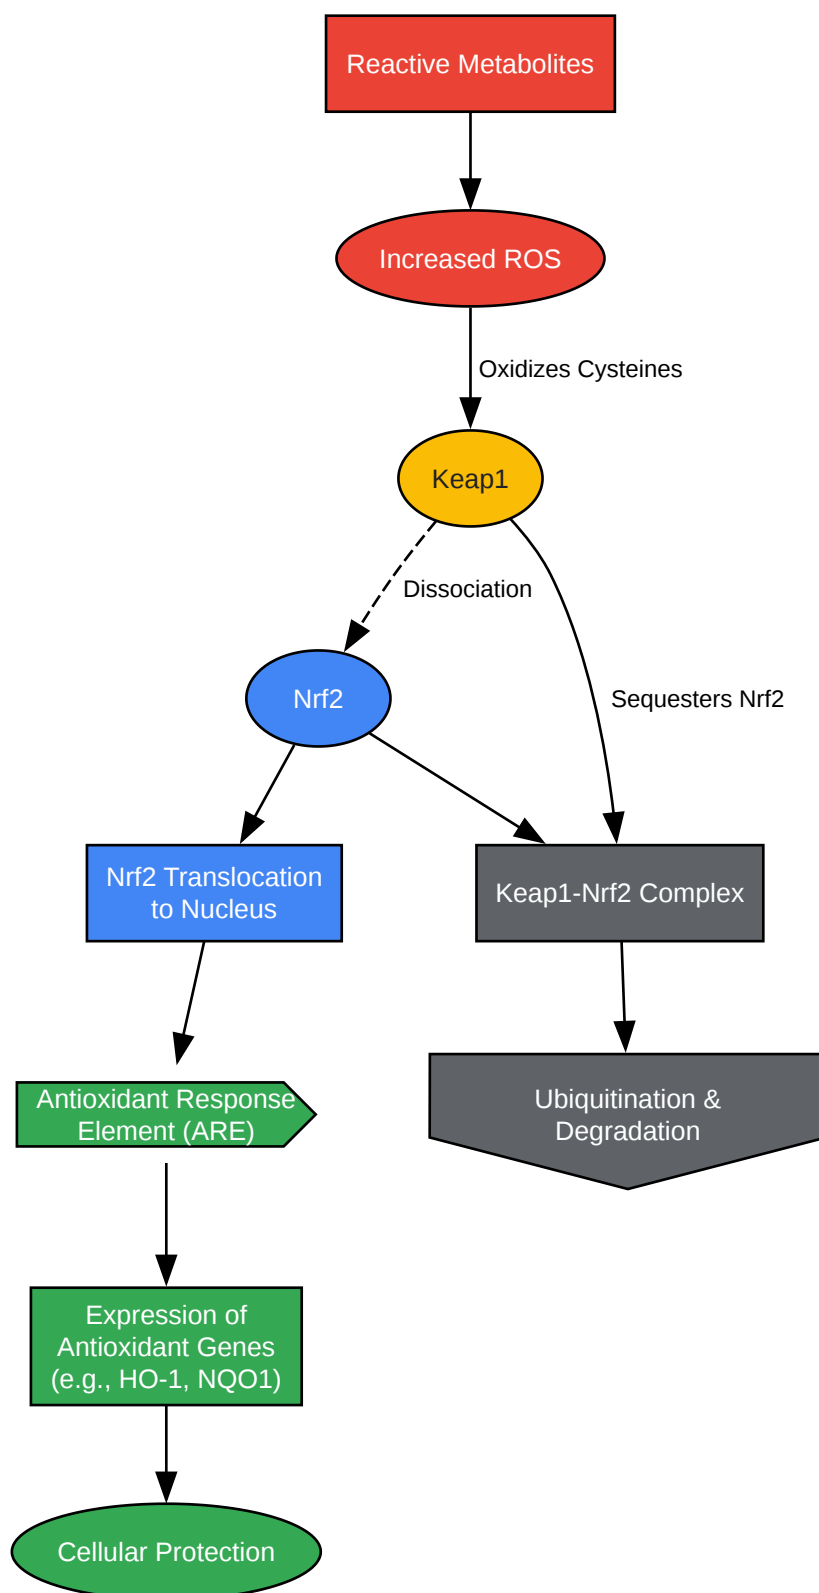 Reactive Metabolites
Increased ROS
Oxidizes Cysteines
Keap1
Dissociation
Nrf2
Sequesters Nrf2
Nrf2 Translocation
to Nucleus
Keap1-Nrf2 Complex
Antioxidant Response
Element (ARE)
Ubiquitination &
Degradation
Expression of
Antioxidant Genes
(e.g., HO-1, NQO1)
Cellular Protection